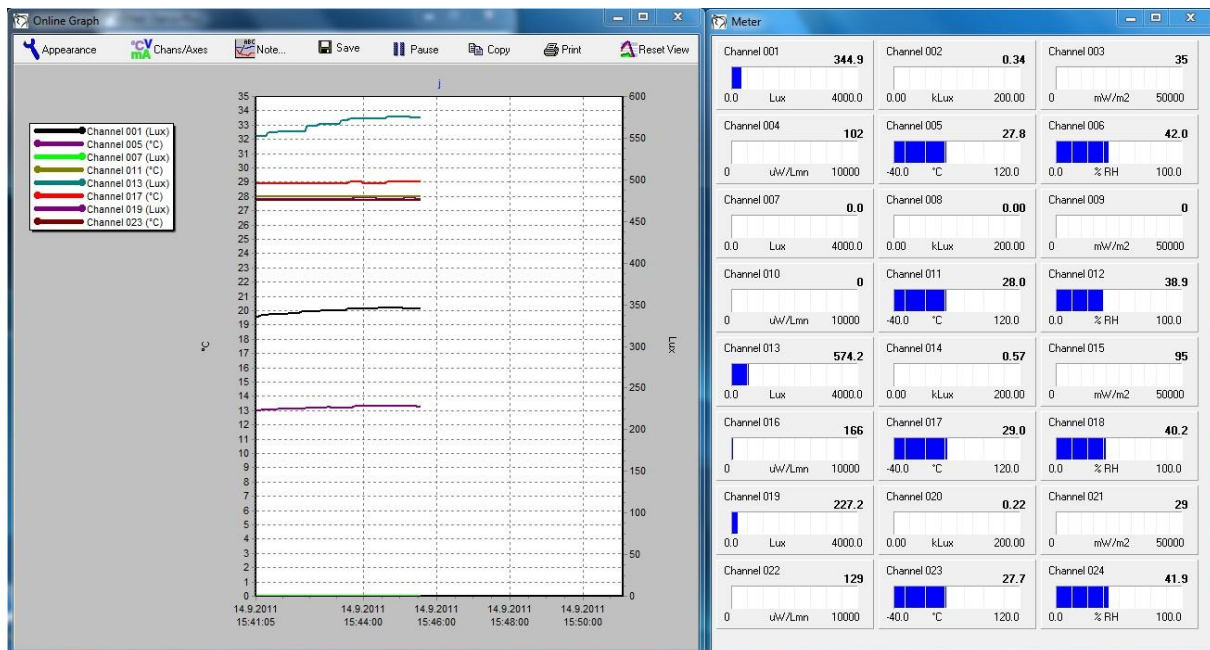 Online Graph
Appearance
°CV mA Chans/Axes
ABC Note...
Save
Pause
Copy
Print
Reset View
j
Channel 001 (Lux)
Channel 005 (°C)
Channel 007 (Lux)
Channel 011 (°C)
Channel 013 (Lux)
Channel 017 (°C)
Channel 019 (Lux)
Channel 023 (°C)
35
34
33
32
31
30
29
28
27
26
25
24
23
22
21
20
19
18
17
16
15
14
13
12
11
10
9
8
7
6
5
4
3
2
1
0
°C
600
550
500
450
400
350
300
250
200
150
100
50
0
Lux
14.9.2011 14.9.2011 14.9.2011 14.9.2011 14.9.2011
15:41:05 15:44:00 15:46:00 15:48:00 15:50:00
Meter
Channel 001 344.9
0.0 Lux 4000.0
Channel 002 0.34
0.00 kLux 200.00
Channel 003 35
0 mW/m2 50000
Channel 004 102
0 uW/Lmn 10000
Channel 005 27.8
-40.0 °C 120.0
Channel 006 42.0
0.0 % RH 100.0
Channel 007 0.0
0.0 Lux 4000.0
Channel 008 0.00
0.00 kLux 200.00
Channel 009 0
0 mW/m2 50000
Channel 010 0
0 uW/Lmn 10000
Channel 011 28.0
-40.0 °C 120.0
Channel 012 38.9
0.0 % RH 100.0
Channel 013 574.2
0.0 Lux 4000.0
Channel 014 0.57
0.00 kLux 200.00
Channel 015 95
0 mW/m2 50000
Channel 016 166
0 uW/Lmn 10000
Channel 017 29.0
-40.0 °C 120.0
Channel 018 40.2
0.0 % RH 100.0
Channel 019 227.2
0.0 Lux 4000.0
Channel 020 0.22
0.00 kLux 200.00
Channel 021 29
0 mW/m2 50000
Channel 022 129
0 uW/Lmn 10000
Channel 023 27.7
-40.0 °C 120.0
Channel 024 41.9
0.0 % RH 100.0